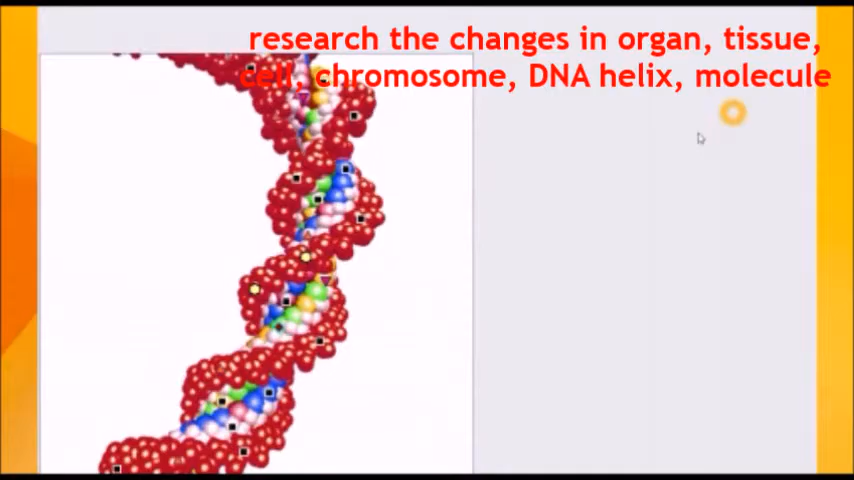 research the changes in organ, tissue,
cell, chromosome, DNA helix, molecule